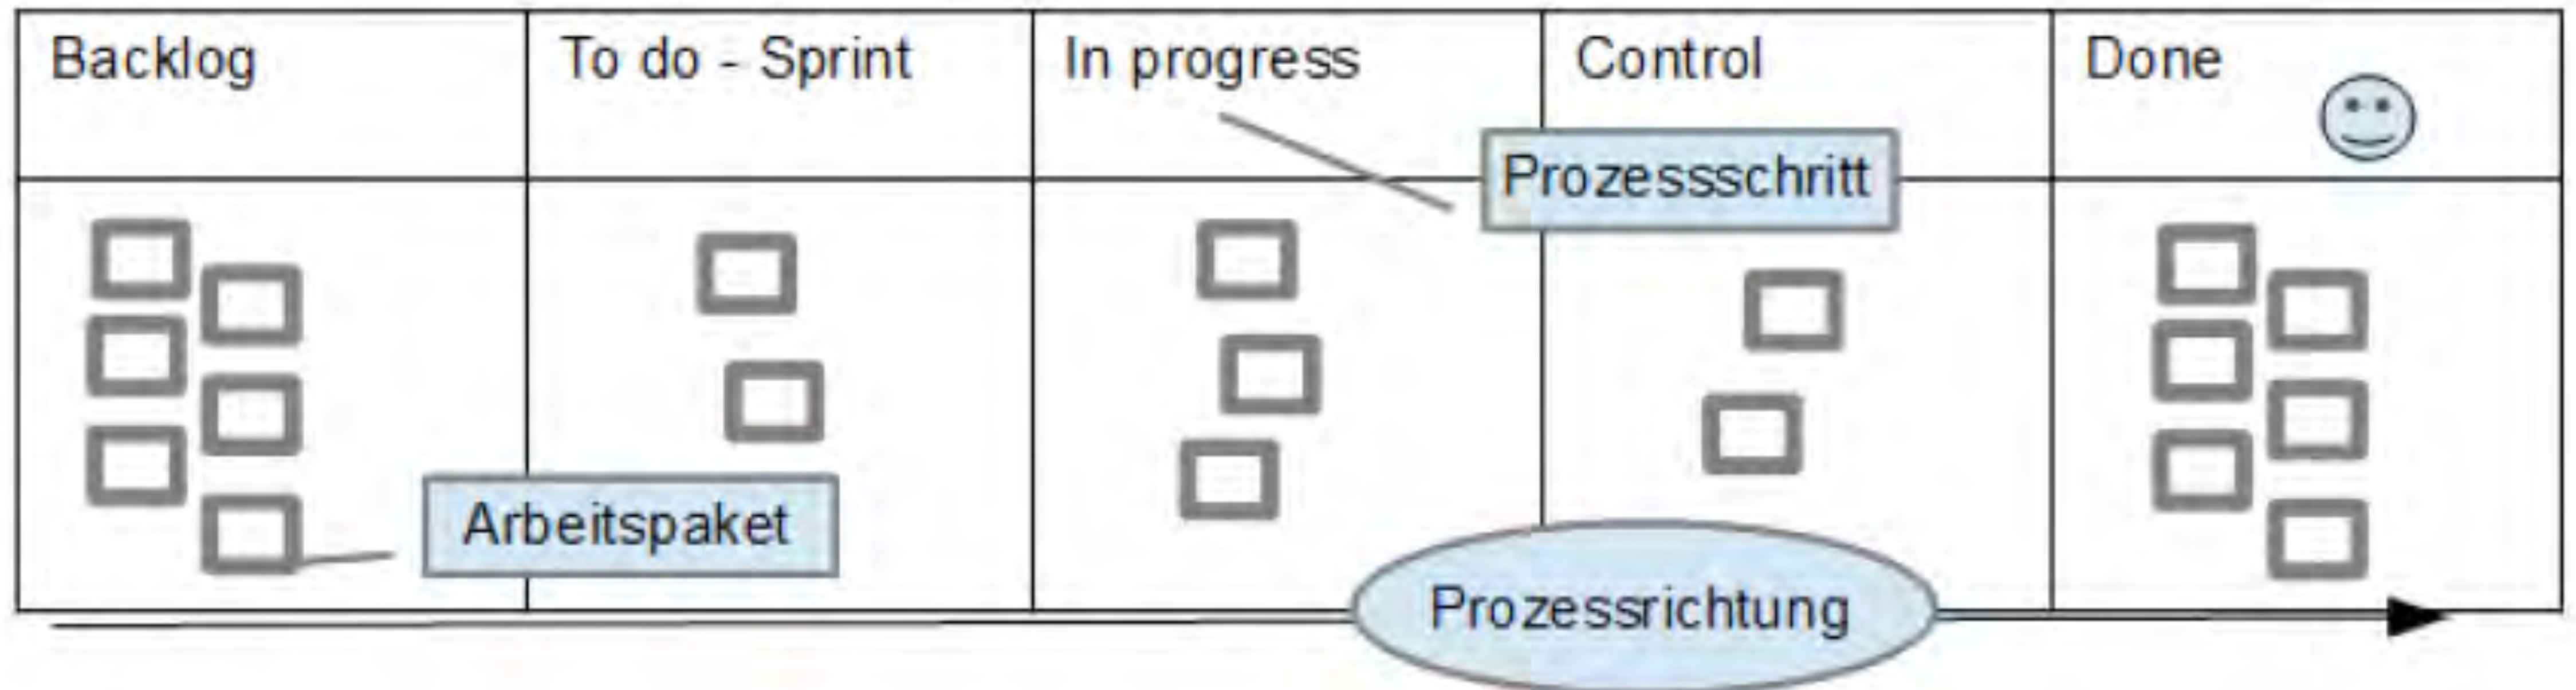 Backlog
To do - Sprint
In progress
Control
Done
Prozessschritt
Arbeitspaket
Prozessrichtung